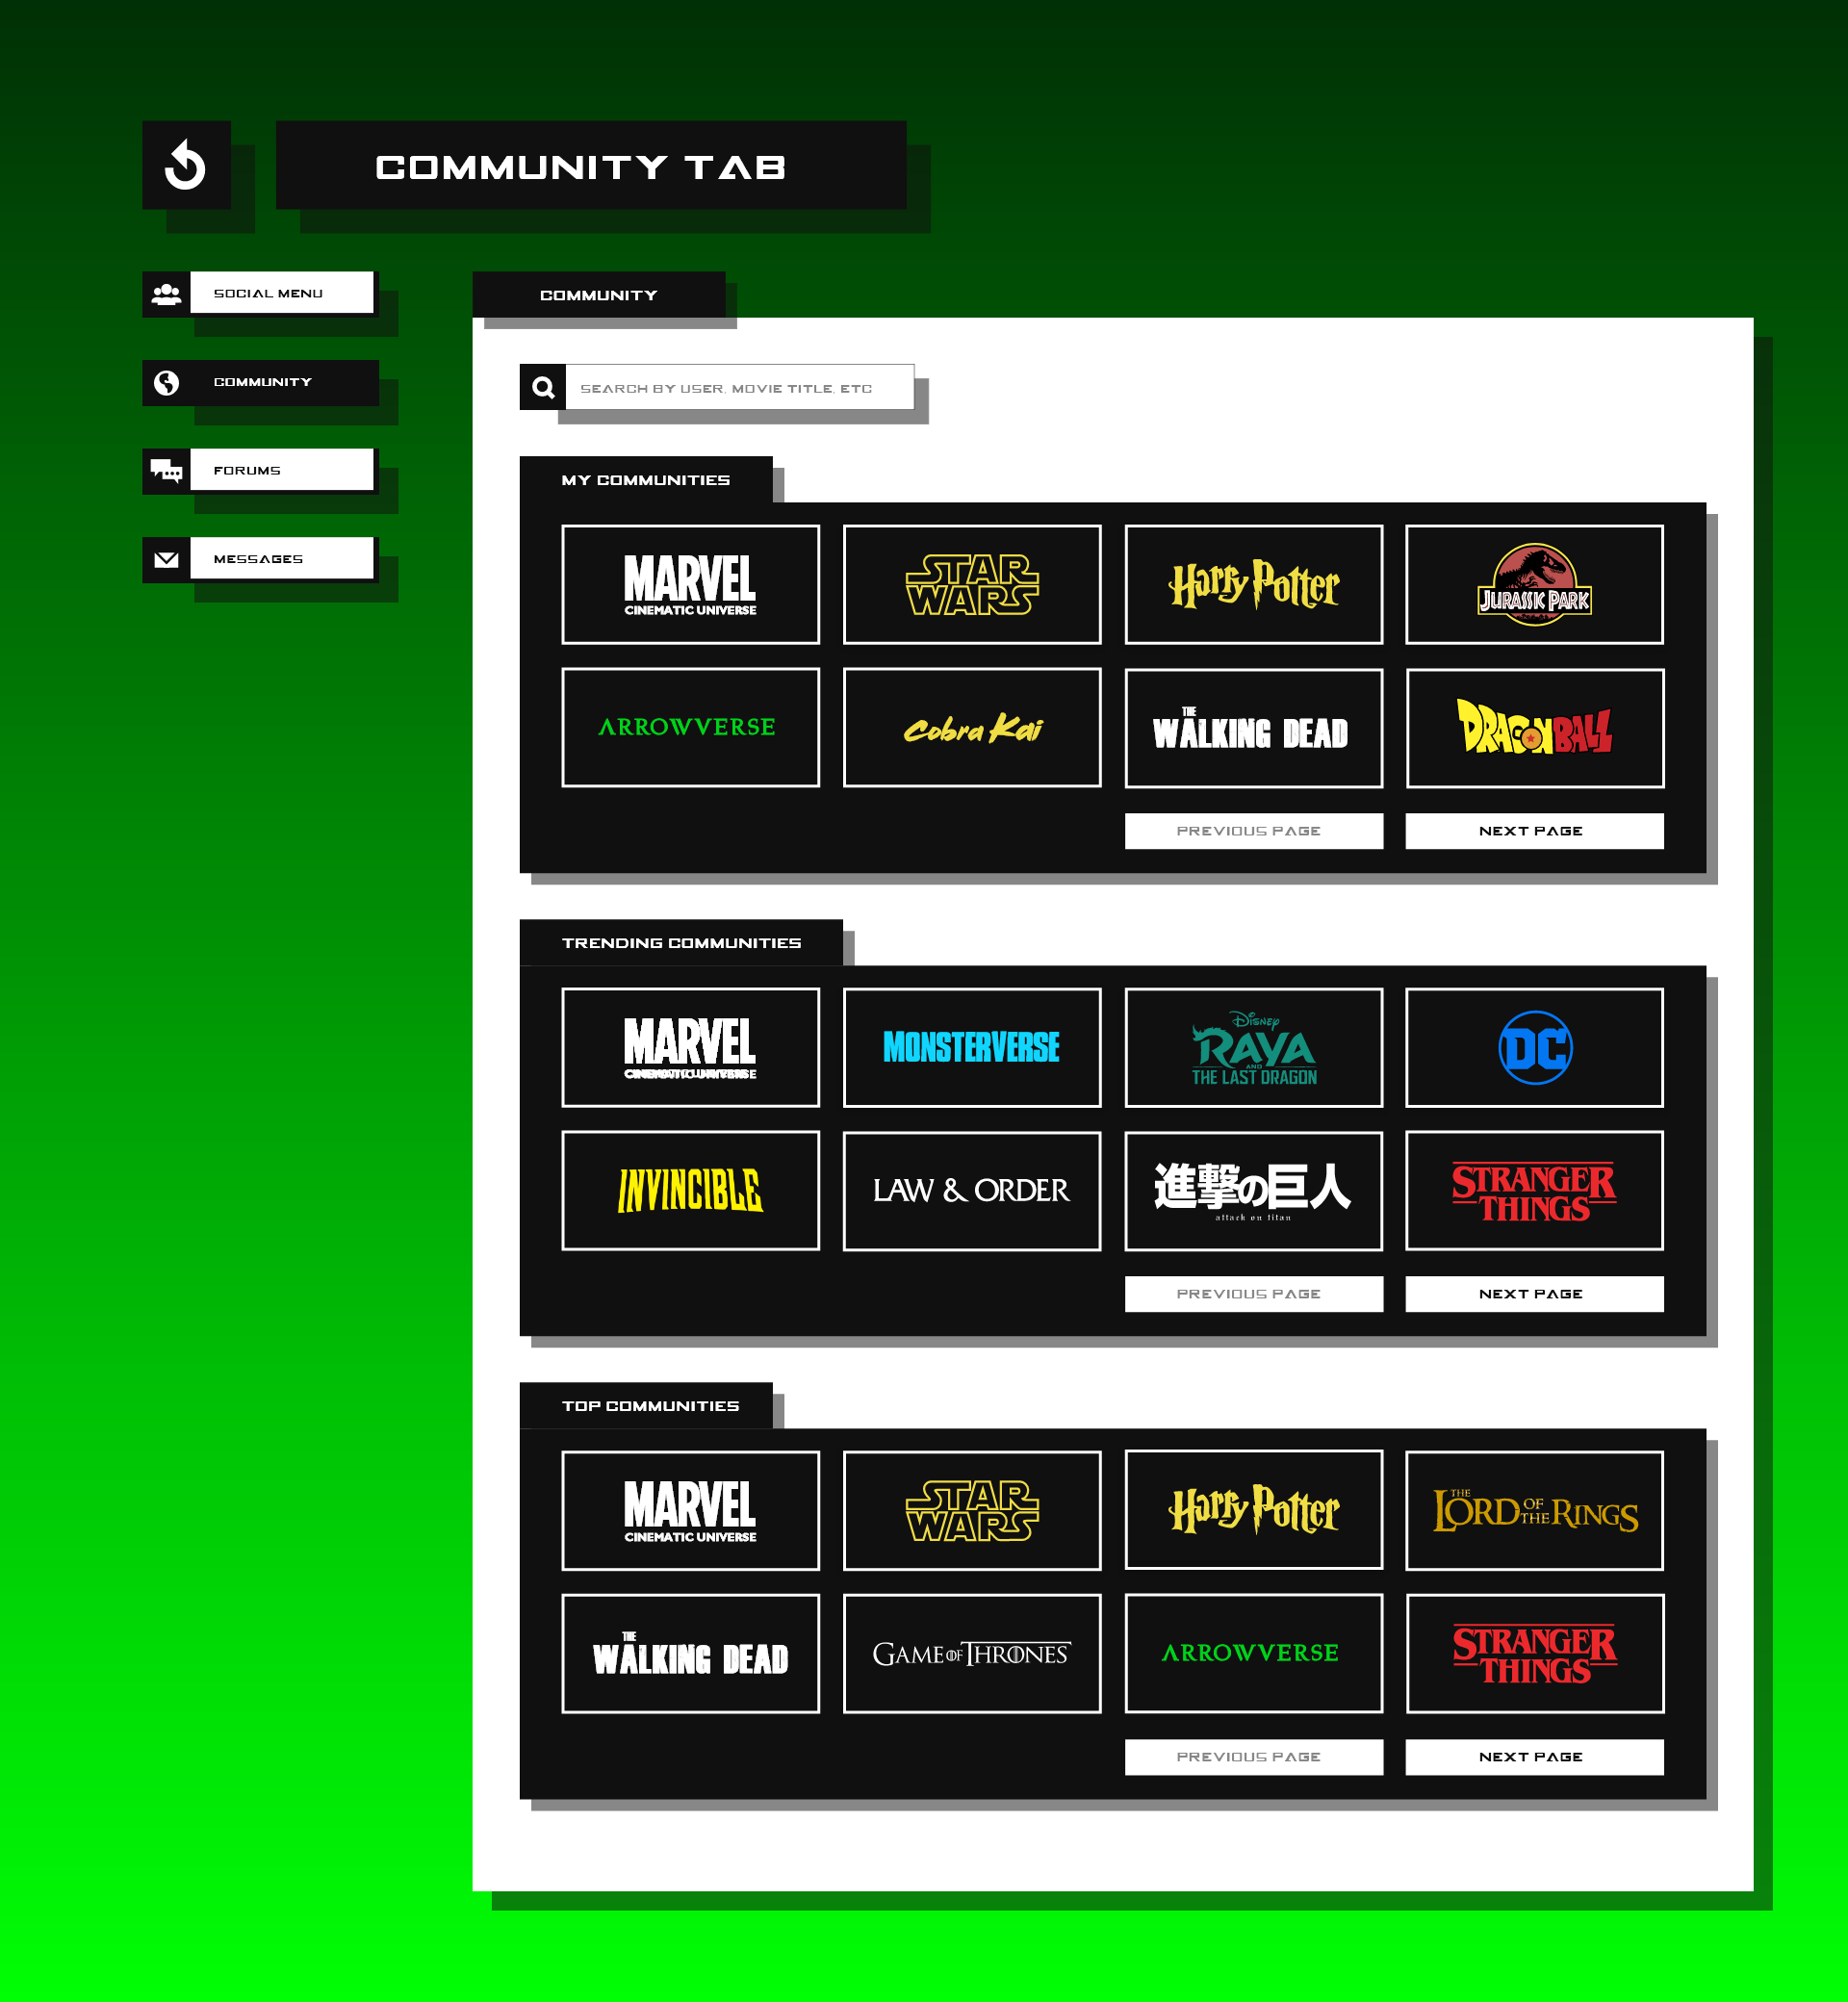 COMMUNITY TAB
SOCIAL MENU
COMMUNITY
FORUMS
MESSAGES
COMMUNITY
SEARCH BY USER, MOVIE TITLE, ETC
MY COMMUNITIES
MARVEL
CINEMATIC UNIVERSE
STAR
WARS
Harry Potter
JURASSIC PARK
ARROWVERSE
Cobra Kai
THE
WALKING DEAD
DRAGONBALL
PREVIOUS PAGE
NEXT PAGE
TRENDING COMMUNITIES
MARVEL
CINEMATIC UNIVERSE
MONSTERVERSE
DISNEY
RAYA
AND
THE LAST DRAGON
DC
INVINCIBLE
LAW & ORDER
進撃の巨人
attack on titan
STRANGER
THINGS
PREVIOUS PAGE
NEXT PAGE
TOP COMMUNITIES
MARVEL
CINEMATIC UNIVERSE
STAR
WARS
Harry Potter
THE
LORD OF THE RINGS
THE
WALKING DEAD
GAME OF THRONES
ARROWVERSE
STRANGER
THINGS
PREVIOUS PAGE
NEXT PAGE